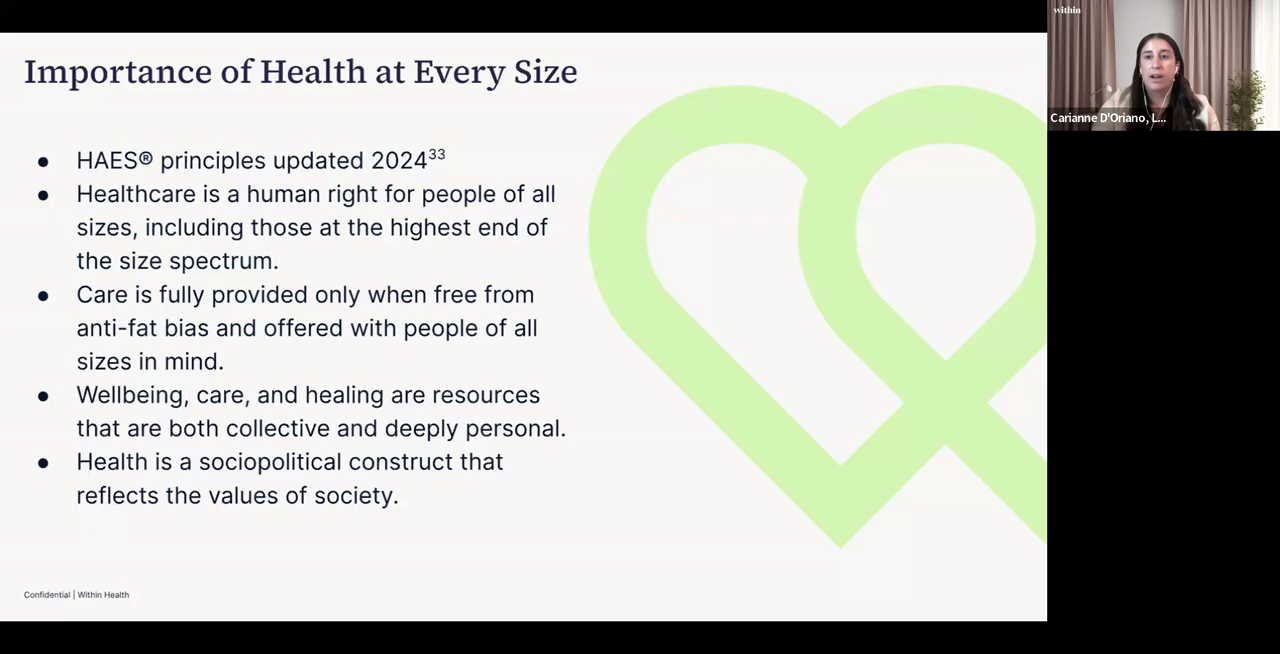 Importance of Health at Every Size
● HAES® principles updated 2024³³
● Healthcare is a human right for people of all
sizes, including those at the highest end of
the size spectrum.
● Care is fully provided only when free from
anti-fat bias and offered with people of all
sizes in mind.
● Wellbeing, care, and healing are resources
that are both collective and deeply personal.
● Health is a sociopolitical construct that
reflects the values of society.
Confidential | Within Health
within
Carianne D'Oriano, L...